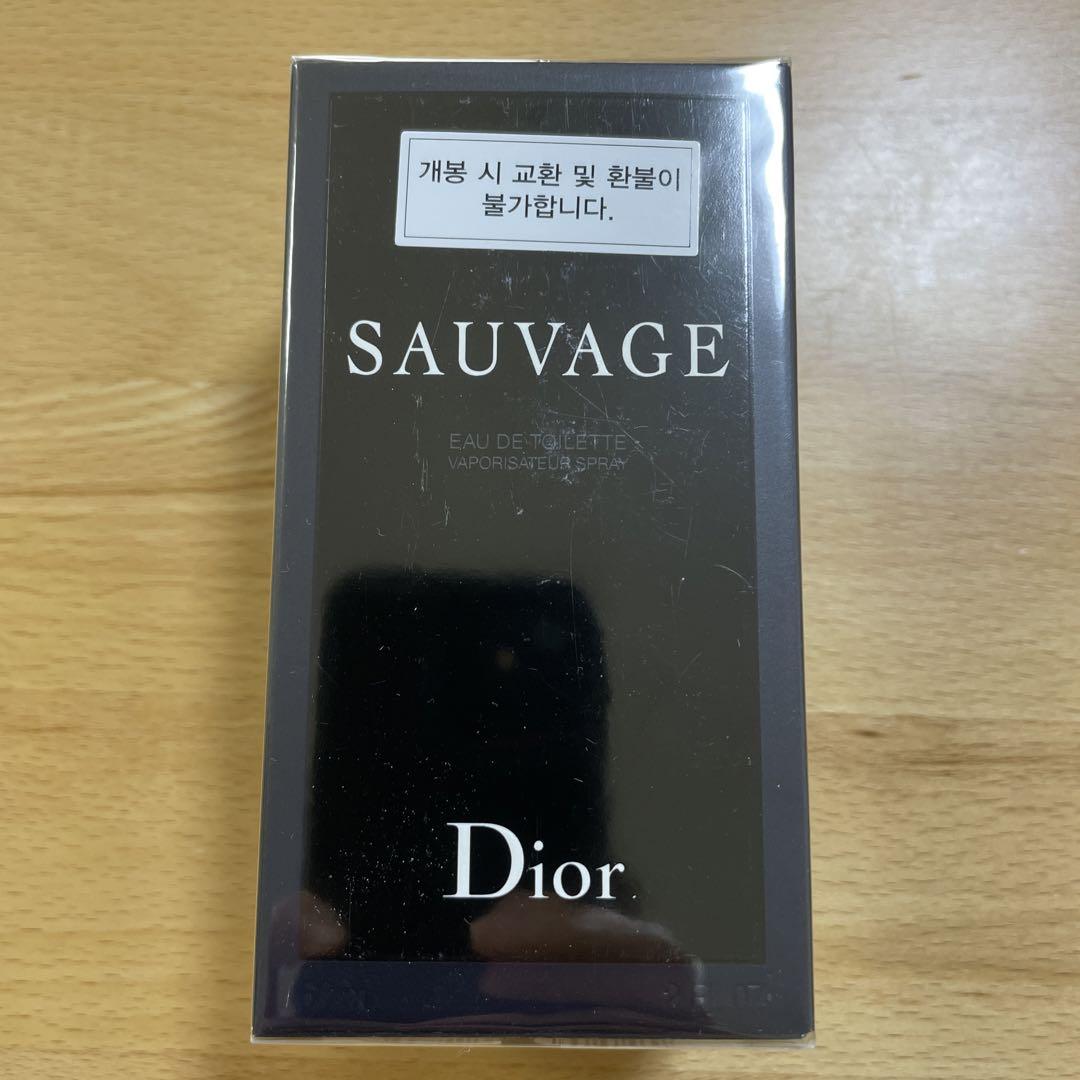 개봉 시 교환 및 환불이
불가합니다.
SAUVAGE
EAU DE TOILETTE
VAPORISATEUR SPRAY
Dior